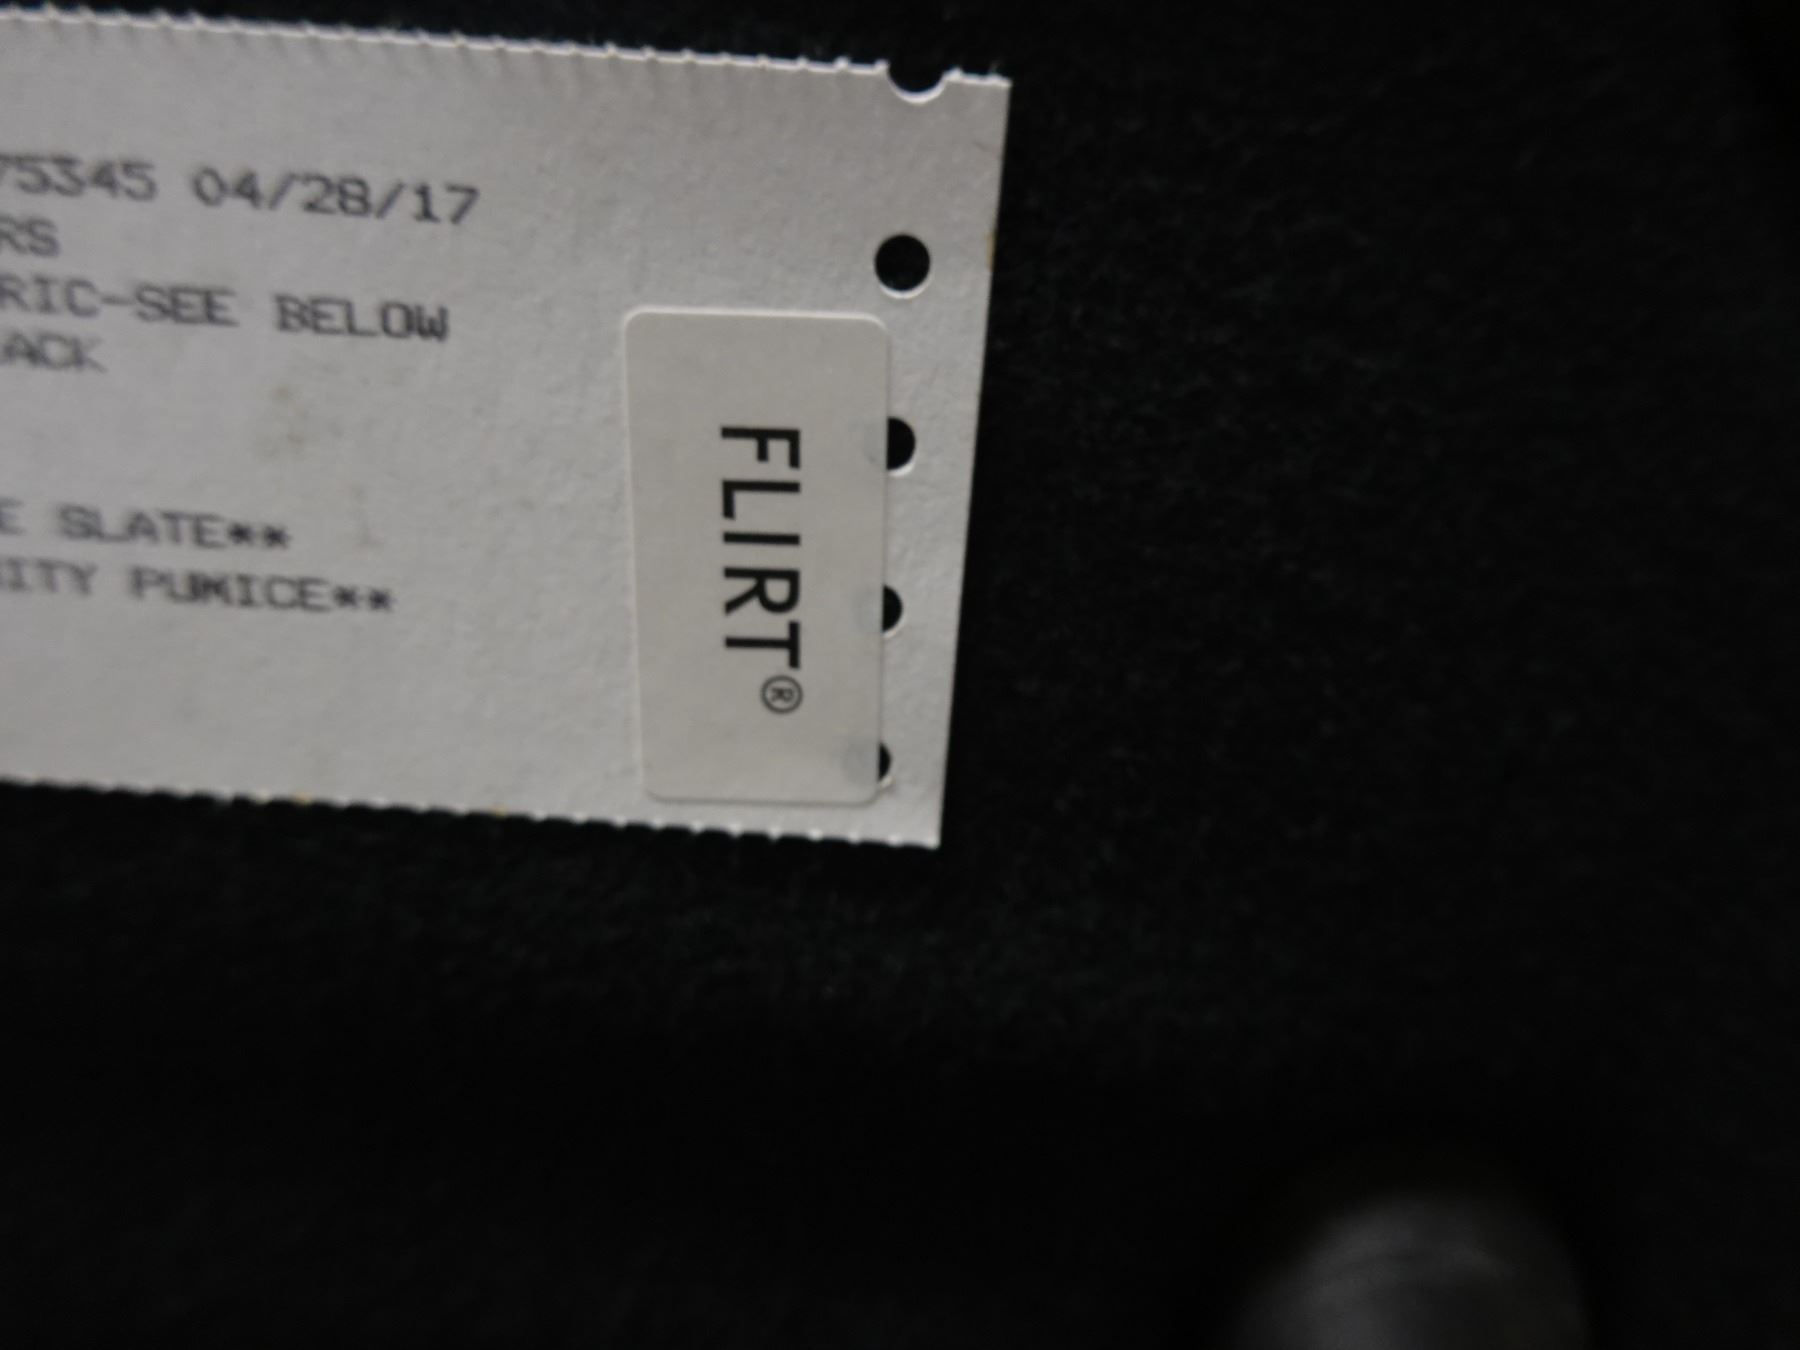 75345 04/28/17
RS
RIC-SEE BELOW
ACK
E SLATE**
ITY PUMICE**
FLIRT®